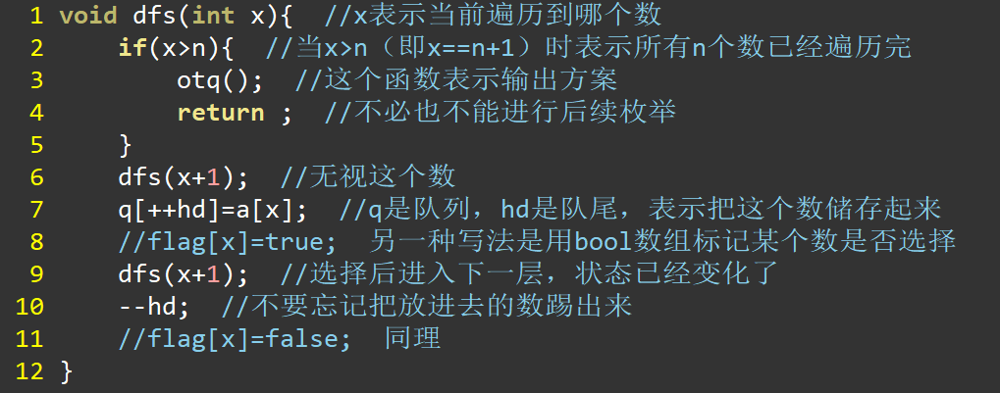 1 void dfs(int x){  //x表示当前遍历到哪个数
2     if(x>n){  //当x>n（即x==n+1）时表示所有n个数已经遍历完
3         otq();  //这个函数表示输出方案
4         return ;  //不必也不能进行后续枚举
5     }
6     dfs(x+1);  //无视这个数
7     q[++hd]=a[x];  //q是队列，hd是队尾，表示把这个数储存起来
8     //flag[x]=true;  另一种写法是用bool数组标记某个数是否选择
9     dfs(x+1);  //选择后进入下一层，状态已经变化了
10     --hd;  //不要忘记把放进去的数踢出来
11     //flag[x]=false;  同理
12 }